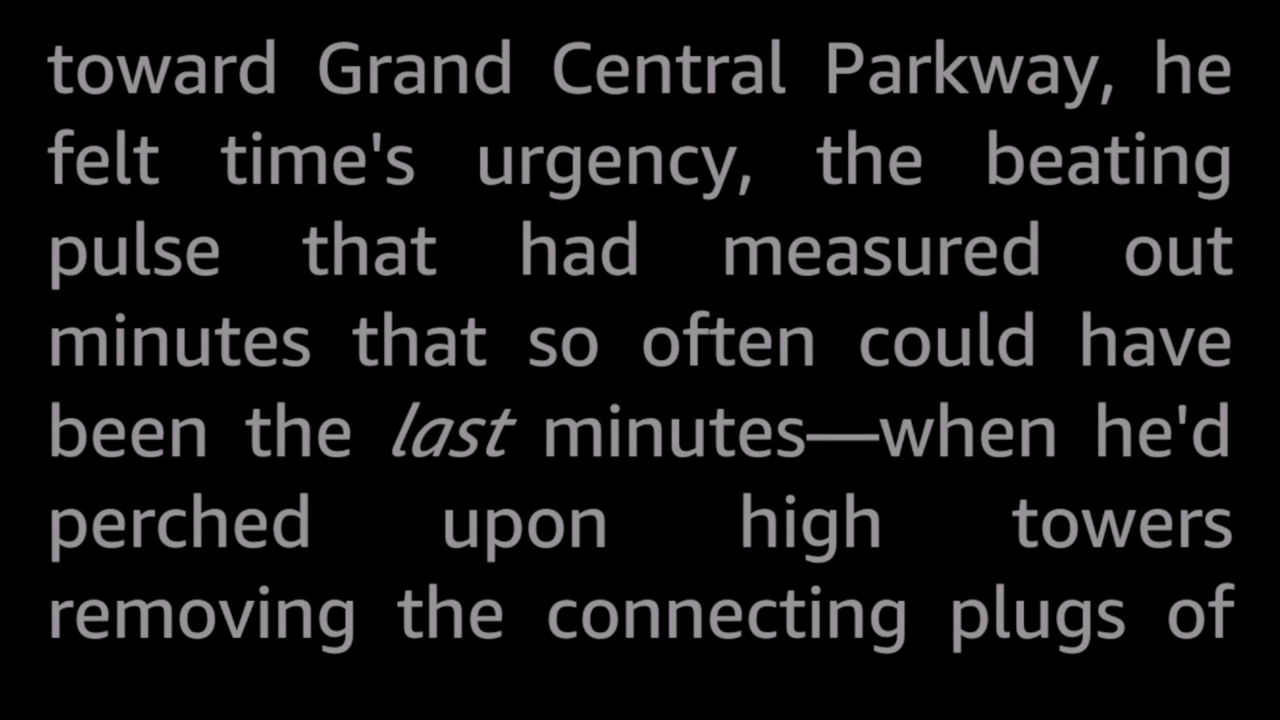 toward Grand Central Parkway, he
felt time's urgency, the beating
pulse that had measured out
minutes that so often could have
been the last minutes—when he'd
perched upon high towers
removing the connecting plugs of